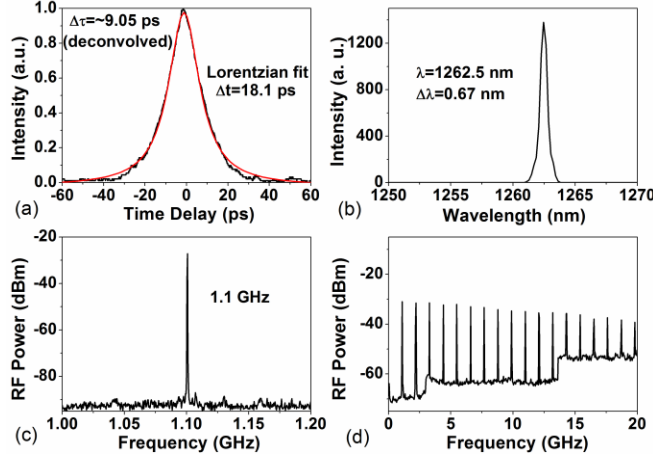 Δτ=~9.05 ps
(deconvolved)
Lorentzian fit
Δt=18.1 ps
Intensity (a.u.)
1.0
0.8
0.6
0.4
0.2
0.0
-60 -40 -20 0 20 40 60
Time Delay (ps)
(a)
λ=1262.5 nm
Δλ=0.67 nm
Intensity (a. u.)
1200
800
400
0
1250 1255 1260 1265 1270
Wavelength (nm)
(b)
1.1 GHz
RF Power (dBm)
-20
-40
-60
-80
1.00 1.05 1.10 1.15 1.20
Frequency (GHz)
(c)
RF Power (dBm)
-20
-40
-60
0 5 10 15 20
Frequency (GHz)
(d)